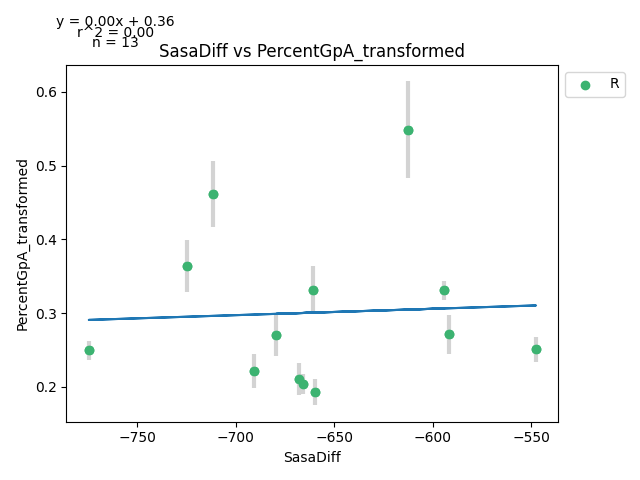 y = 0.00x + 0.36
r^2 = 0.00
n = 13
SasaDiff vs PercentGpA_transformed
R
PercentGpA_transformed
0.6
0.5
0.4
0.3
0.2
−750
−700
−650
−600
−550
SasaDiff